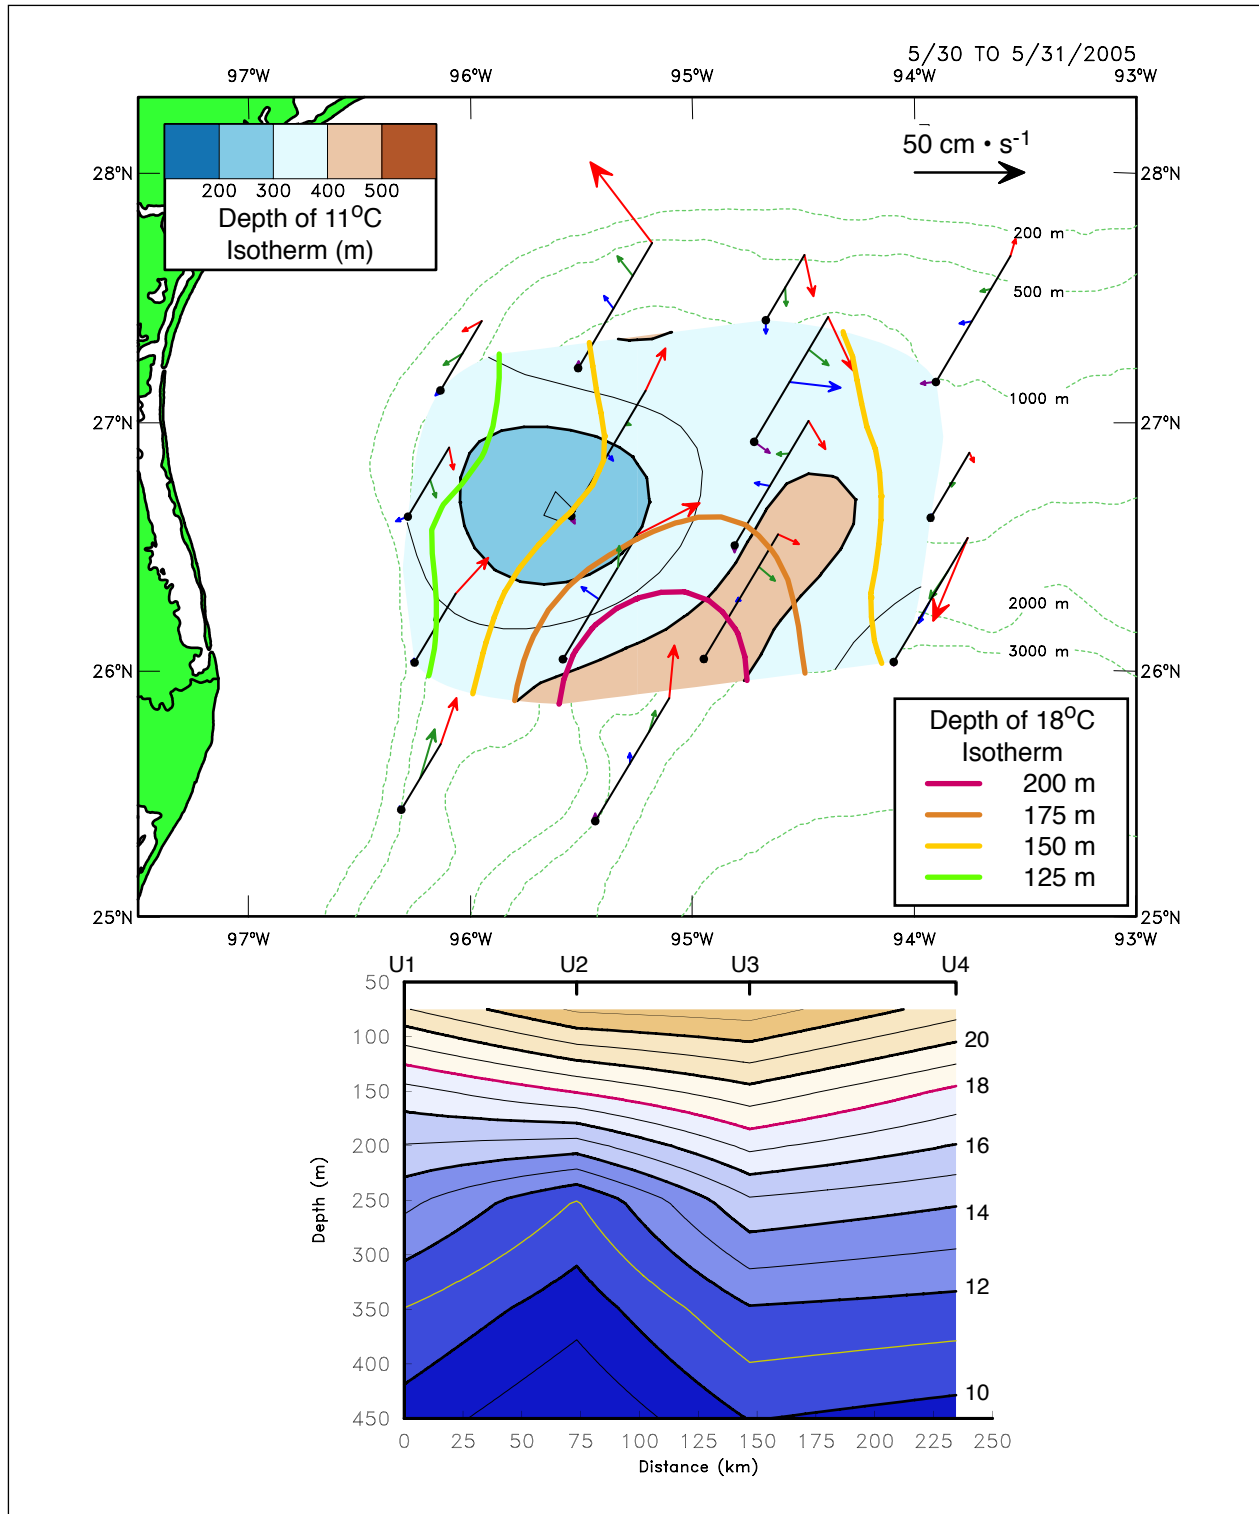 5/30 TO 5/31/2005
97°W 96°W 95°W 94°W 93°W
50 cm • s-1
28°N 28°N
200 300 400 500
Depth of 11°C
Isotherm (m)
200 m
500 m
1000 m
27°N 27°N
2000 m
3000 m
26°N 26°N
Depth of 18°C
Isotherm
200 m
175 m
150 m
125 m
25°N 25°N
97°W 96°W 95°W 94°W 93°W
U1 U2 U3 U4
50
100
150
200
250
300
350
400
450
Depth (m)
20
18
16
14
12
10
0 25 50 75 100 125 150 175 200 225 250
Distance (km)